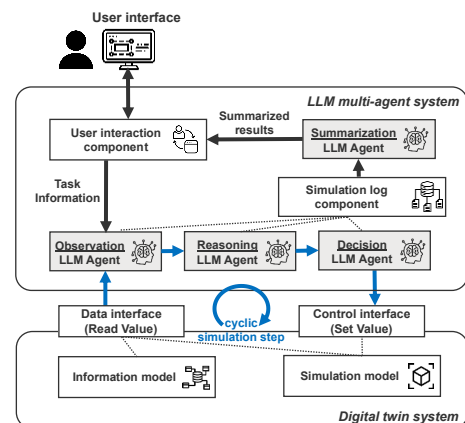 User interface
LLM multi-agent system
User interaction
component
Summarized
results
Summarization
LLM Agent
Task
Information
Simulation log
component
Observation
LLM Agent
Reasoning
LLM Agent
Decision
LLM Agent
Data interface
(Read Value)
cyclic
simulation step
Control interface
(Set Value)
Information model
Simulation model
Digital twin system